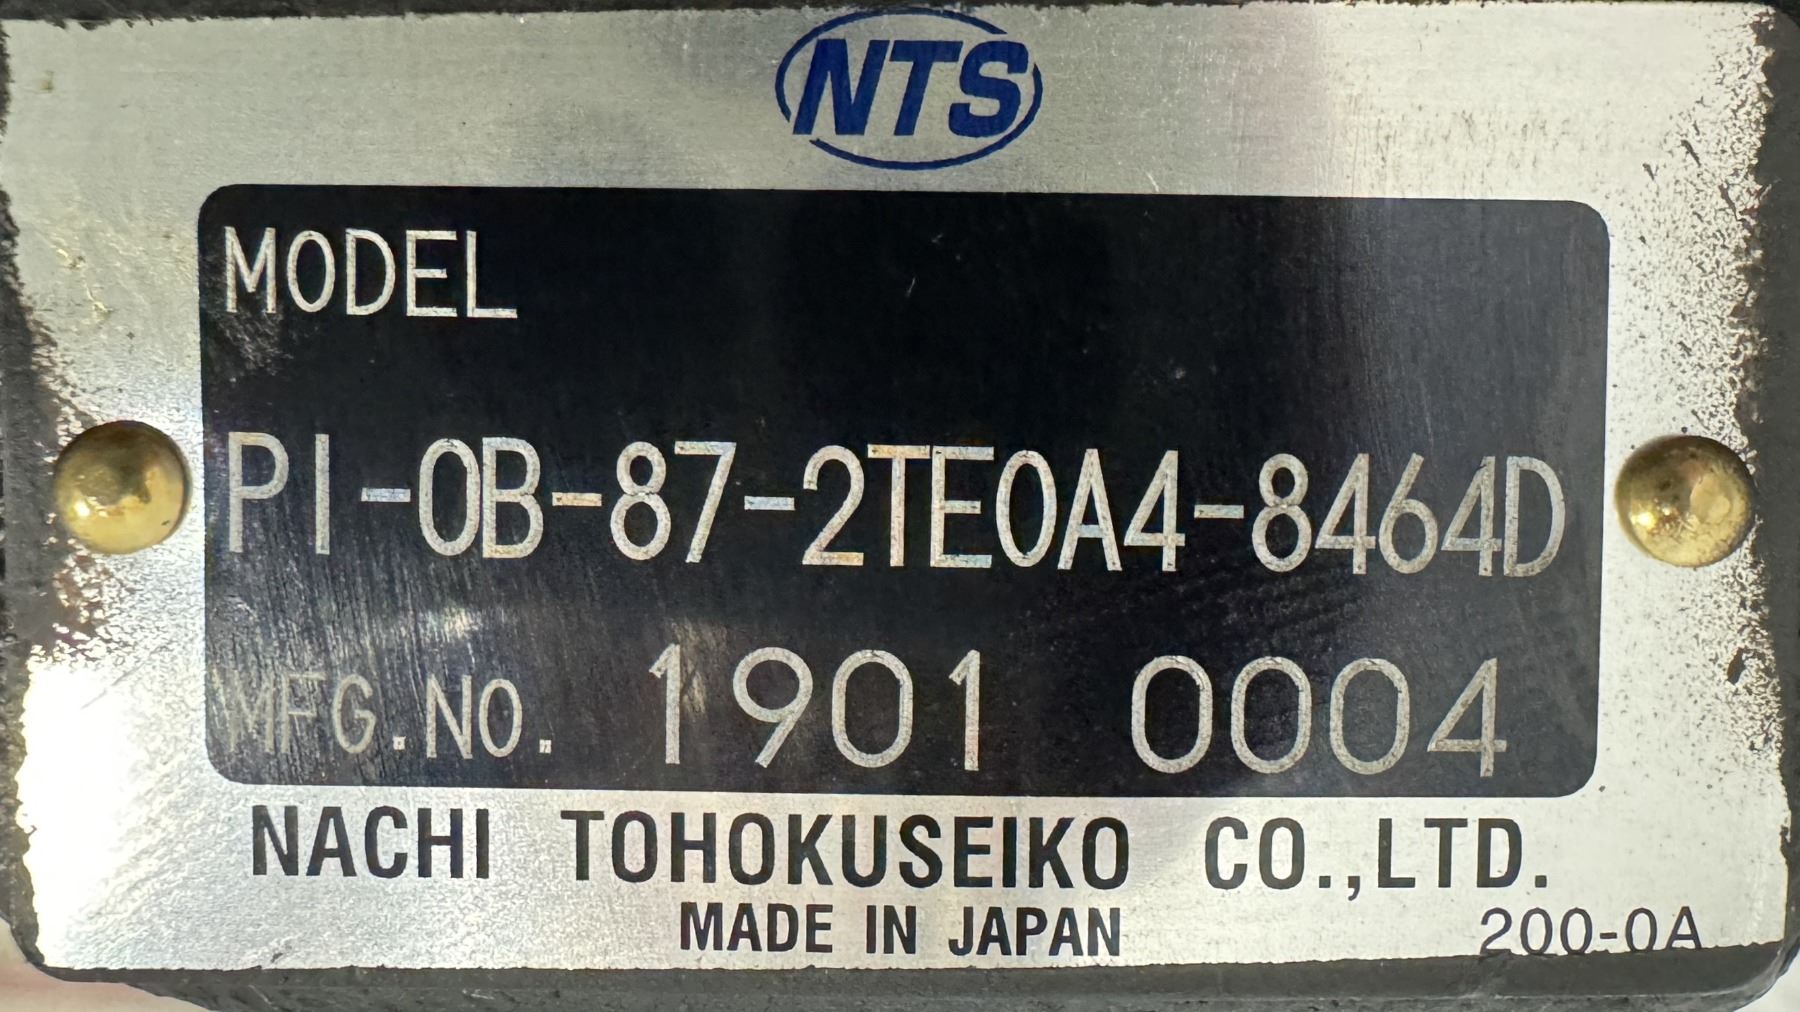 NTS
MODEL
PI-0B-87-2TE0A4-8464D
MFG.NO. 1901 0004
NACHI TOHOKUSEIKO CO.,LTD.
MADE IN JAPAN
200-0A